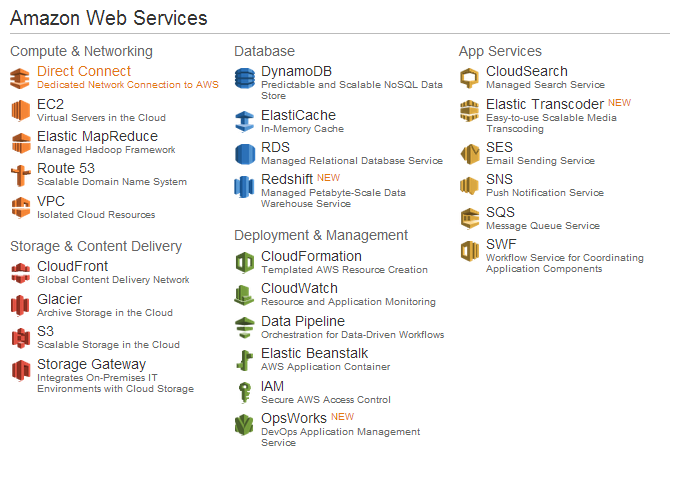 Amazon Web Services
Compute & Networking
Direct Connect
Dedicated Network Connection to AWS
EC2
Virtual Servers in the Cloud
Elastic MapReduce
Managed Hadoop Framework
Route 53
Scalable Domain Name System
VPC
Isolated Cloud Resources
Storage & Content Delivery
CloudFront
Global Content Delivery Network
Glacier
Archive Storage in the Cloud
S3
Scalable Storage in the Cloud
Storage Gateway
Integrates On-Premises IT
Environments with Cloud Storage
Database
DynamoDB
Predictable and Scalable NoSQL Data
Store
ElastiCache
In-Memory Cache
RDS
Managed Relational Database Service
Redshift NEW
Managed Petabyte-Scale Data
Warehouse Service
Deployment & Management
CloudFormation
Templated AWS Resource Creation
CloudWatch
Resource and Application Monitoring
Data Pipeline
Orchestration for Data-Driven Workflows
Elastic Beanstalk
AWS Application Container
IAM
Secure AWS Access Control
OpsWorks NEW
DevOps Application Management
Service
App Services
CloudSearch
Managed Search Service
Elastic Transcoder NEW
Easy-to-use Scalable Media
Transcoding
SES
Email Sending Service
SNS
Push Notification Service
SQS
Message Queue Service
SWF
Workflow Service for Coordinating
Application Components